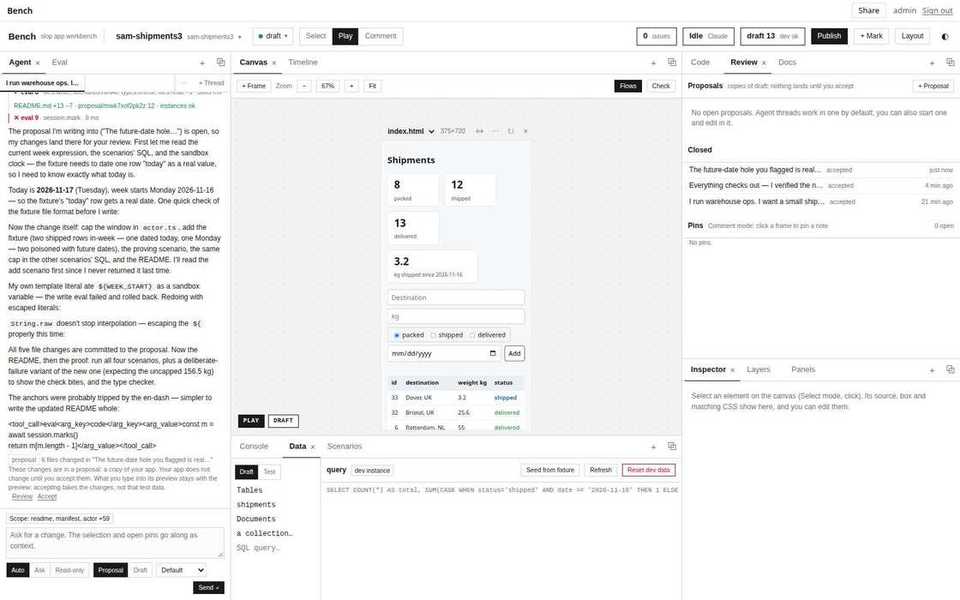 Bench
Share
admin
Sign out
Bench
slop app workbench
sam-shipments3
sam-shipments3
draft
Select
Play
Comment
0 issues
Idle Claude
draft 13 dev ok
Publish
+ Mark
Layout
Agent ×
Eval
I run warehouse ops. I...
+ Thread
README.md +13 −7 · proposal/mwk7xof2pkzc12 · instances ok
✕ eval 9 · session.mark · 9 ms
The proposal I'm writing into ("The future-date hole…") is open, so
my changes land there for your review. First let me read the
current week expression, the scenarios' SQL, and the sandbox
clock — the fixture needs to date one row "today" as a real value,
so I need to know exactly what today is.
Today is 2026-11-17 (Tuesday), week starts Monday 2026-11-16
— so the fixture's "today" row gets a real date. One quick check of
the fixture file format before I write:
Now the change itself: cap the window in actor.ts, add the
fixture (two shipped rows in-week — one dated today, one Monday
— two poisoned with future dates), the proving scenario, the same
cap in the other scenarios' SQL, and the README. I'll read the
add scenario first since I never returned it last time.
My own template literal ate ${WEEK_START} as a sandbox
variable — the write eval failed and rolled back. Redoing with
escaped literals:
String.raw doesn't stop interpolation — escaping the ${
properly this time:
All five file changes are committed to the proposal. Now the
README, then the proof: run all four scenarios, plus a deliberate-
failure variant of the new one (expecting the uncapped 156.5 kg)
to show the check bites, and the type checker.
The anchors were probably tripped by the en-dash — simpler to
write the updated README whole:
<tool_call>eval<arg_key>code</arg_key><arg_value>const m =
await session.marks()
return m[m.length - 1]</arg_value></tool_call>
proposal · 6 files changed in "The future-date hole you flagged is real..."
These changes are in a proposal: a copy of your app. Your app does not
change until you accept them. What you type into its preview stays with the
preview; accepting takes the changes, not that test data.
Review Accept
Scope: readme, manifest, actor +59
Ask for a change. The selection and open pins go along as
context.
Auto
Ask
Read-only
Proposal
Draft
Default
Send
Canvas ×
Timeline
+ Frame
Zoom
−
67%
+
Fit
Flows
Check
index.html
375×720
Shipments
8
packed
12
shipped
13
delivered
3.2
kg shipped since 2026-11-16
Destination
kg
packed
shipped
delivered
mm/dd/yyyy
Add
id destination weight kg status
33 Dover, UK 3.2 shipped
32 Bristol, UK 25.6 delivered
6 Rotterdam, NL 55 delivered
PLAY
DRAFT
Console
Data ×
Scenarios
Draft
Test
Tables
shipments
Documents
a collection…
SQL query…
query
dev instance
Seed from fixture
Refresh
Reset dev data
SELECT COUNT(*) AS total, SUM(CASE WHEN status='shipped' AND date >= '2026-11-16' THEN 1 ELSE
Code
Review ×
Docs
Proposals
copies of draft: nothing lands until you accept
+ Proposal
No open proposals. Agent threads work in one by default, you can also start
one and edit in it.
Closed
The future-date hole you flagged is real… accepted just now
Everything checks out — I verified the n… accepted 4 min ago
I run warehouse ops. I want a small ship… accepted 21 min ago
Pins
Comment mode: click a frame to pin a note
0 open
No pins.
Inspector ×
Layers
Panels
Select an element on the canvas (Select mode, click). Its source, box and
matching CSS show here, and you can edit them.